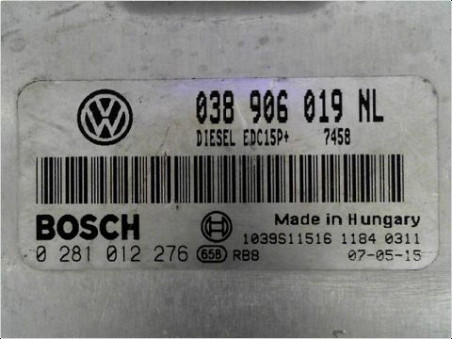 038 906 019 NL
DIESEL EDC15P+ 7458
BOSCH
Made in Hungary
1039S11516 1184 0311
0 281 012 276 658 RB8 07-05-15